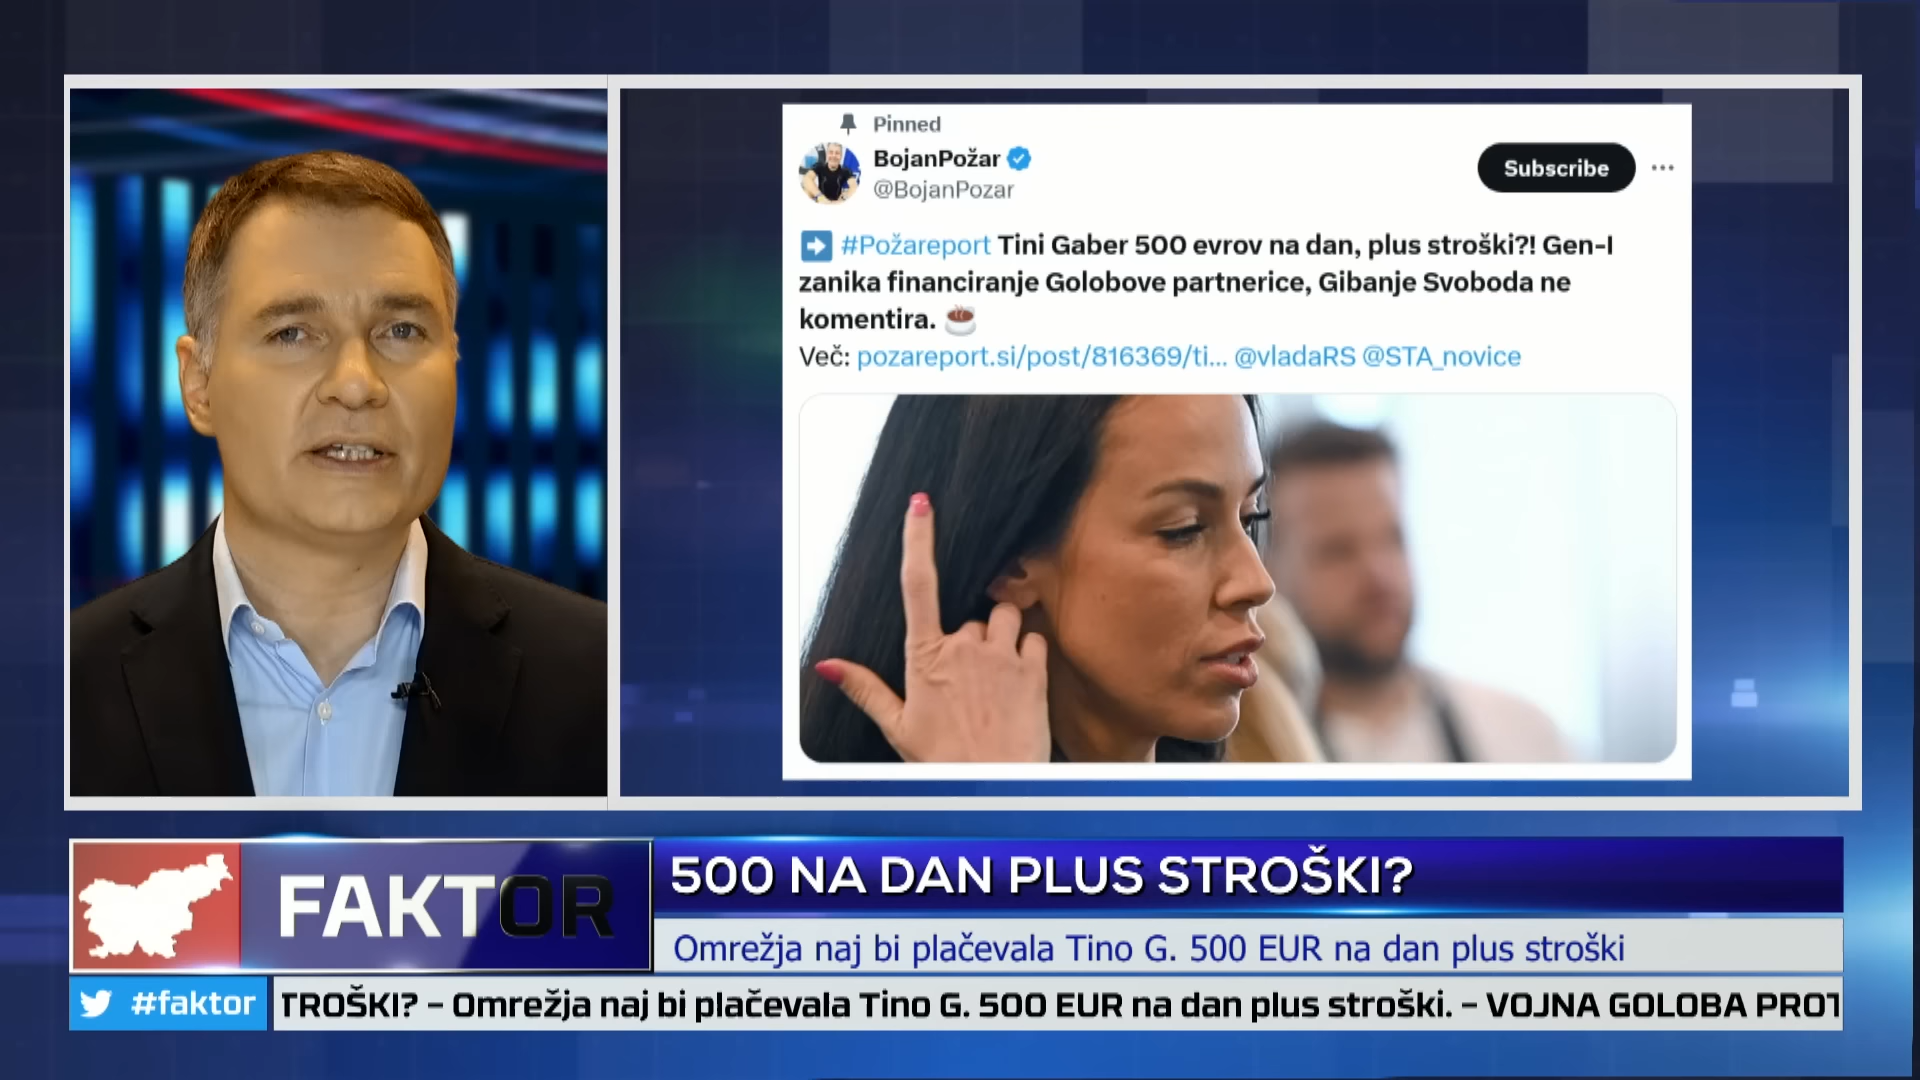 Pinned
BojanPožar
@BojanPozar
Subscribe
#Požareport Tini Gaber 500 evrov na dan, plus stroški?! Gen-I
zanika financiranje Golobove partnerice, Gibanje Svoboda ne
komentira.
Več: pozareport.si/post/816369/ti... @vladaRS @STA_novice
FAKTOR
500 NA DAN PLUS STROŠKI?
Omrežja naj bi plačevala Tino G. 500 EUR na dan plus stroški
#faktor
TROŠKI? – Omrežja naj bi plačevala Tino G. 500 EUR na dan plus stroški. – VOJNA GOLOBA PROT